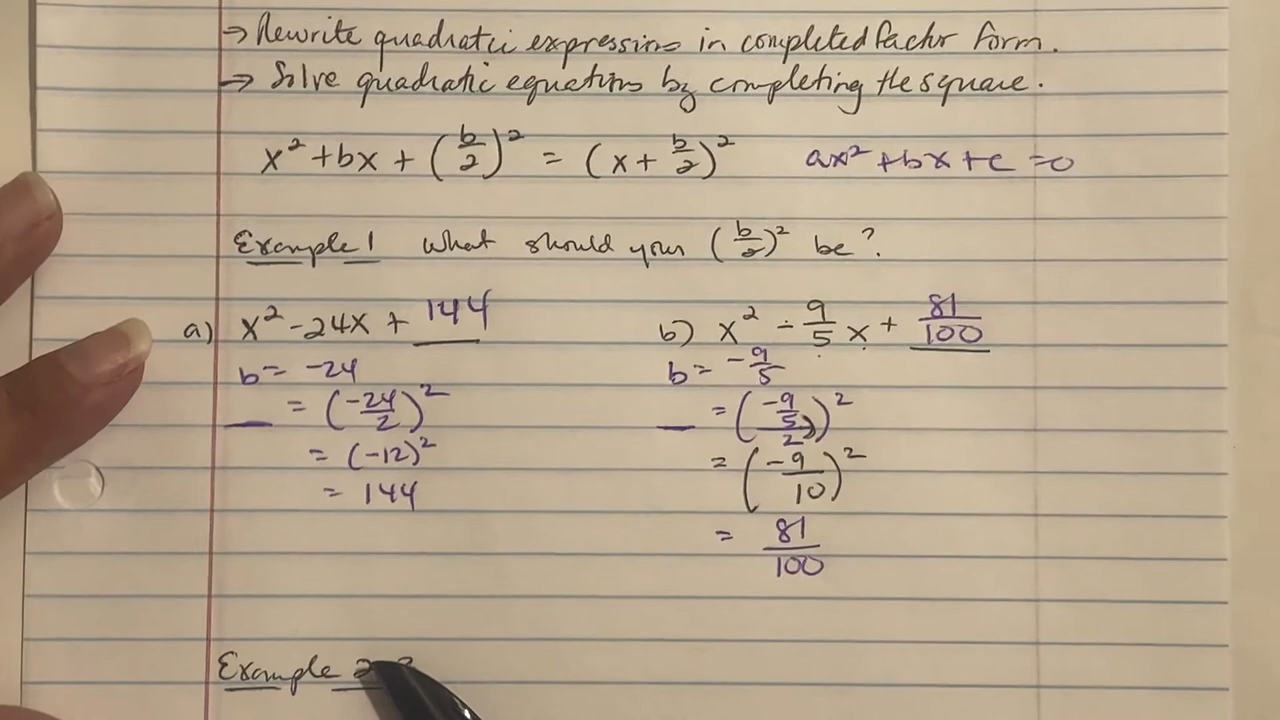 → Rewrite quadratic expressions in completed factor form.
→ Solve quadratic equations by completing the square.
x² + bx + (b/2)² = (x + b/2)² ax² + bx + c = 0
Example 1 What should your (b/2)² be?
a) x² - 24x + 144
b = -24
= (-24/2)²
= (-12)²
= 144
b) x² - 9/5 x + 81/100
b = -9/5
= ((-9/5)/2)²
= (-9/10)²
= 81/100
Example 2